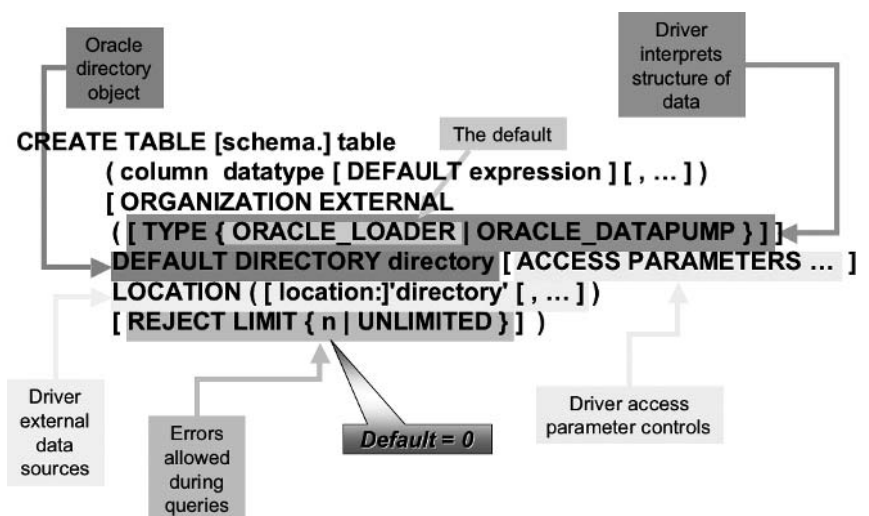 Oracle
directory
object
Driver
interprets
structure of
data
The default
CREATE TABLE [schema.] table
( column datatype [ DEFAULT expression ] [ , … ] )
[ ORGANIZATION EXTERNAL
( [ TYPE { ORACLE_LOADER | ORACLE_DATAPUMP } ] ]
DEFAULT DIRECTORY directory [ ACCESS PARAMETERS … ]
LOCATION ( [ location:]'directory' [ , … ] )
[ REJECT LIMIT { n | UNLIMITED } ] )
Driver
external
data
sources
Errors
allowed
during
queries
Default = 0
Driver access
parameter controls